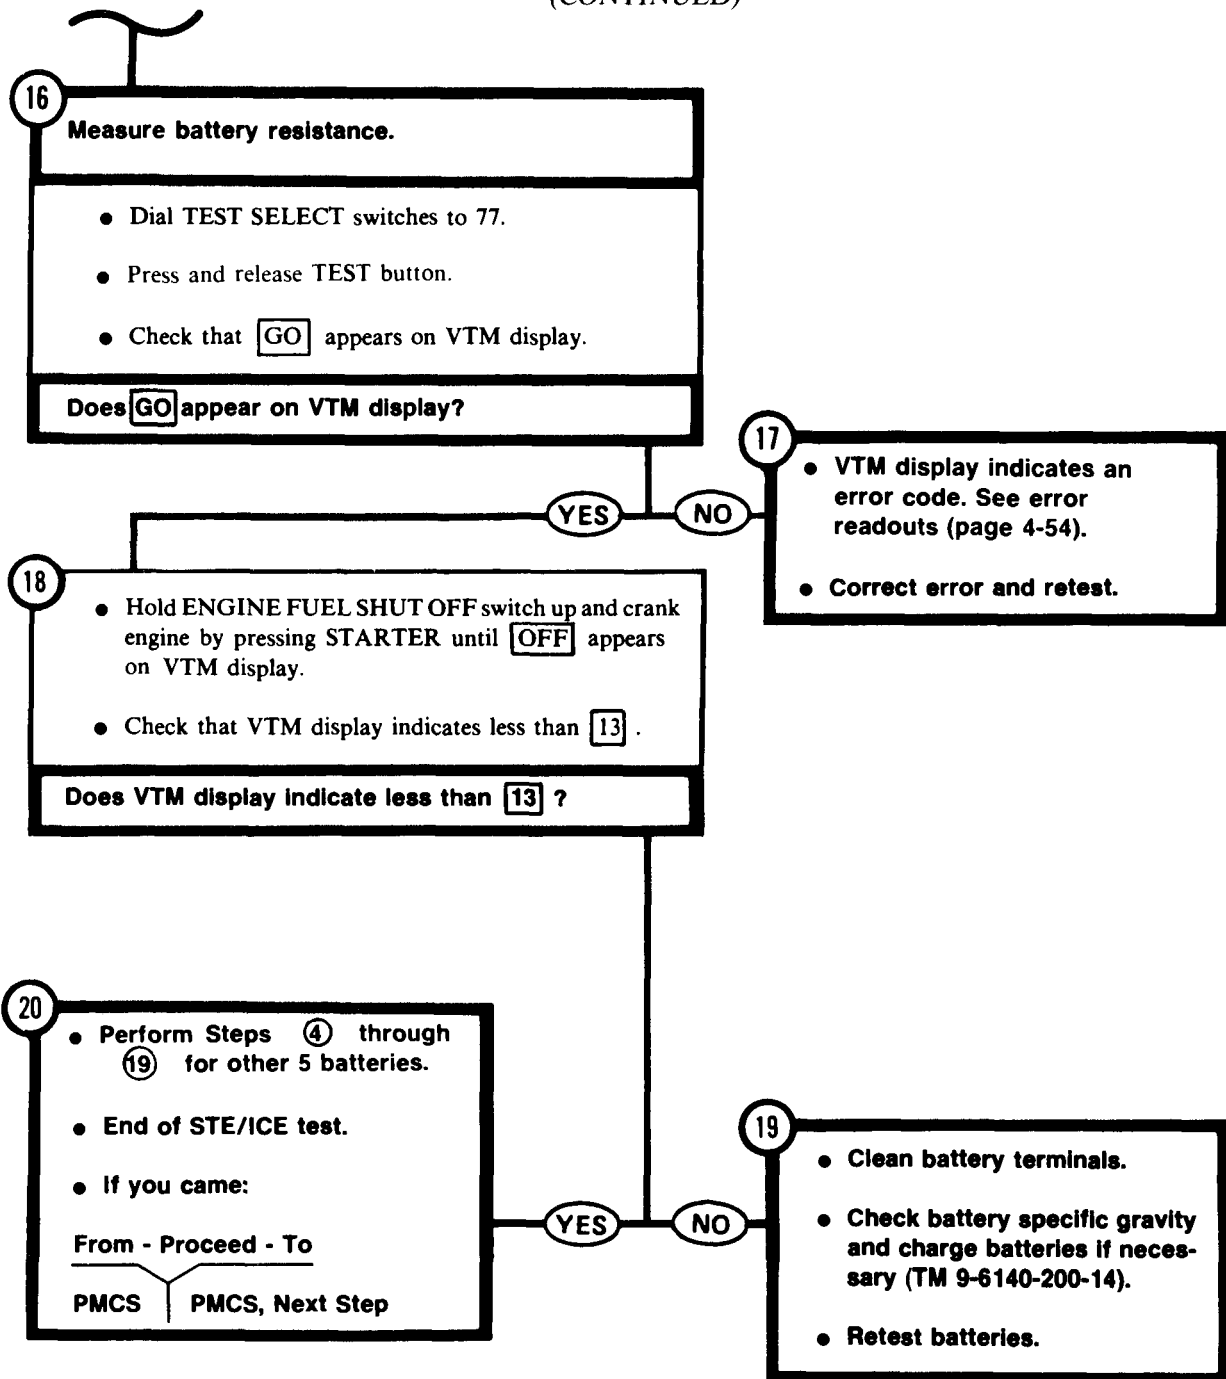 (CONTINUED)
16
Measure battery resistance.
● Dial TEST SELECT switches to 77.
● Press and release TEST button.
● Check that GO appears on VTM display.
Does GO appear on VTM display?
YES
NO
17
● VTM display indicates an
error code. See error
readouts (page 4-54).
● Correct error and retest.
18
● Hold ENGINE FUEL SHUT OFF switch up and crank
engine by pressing STARTER until OFF appears
on VTM display.
● Check that VTM display indicates less than 13 .
Does VTM display indicate less than 13 ?
YES
NO
19
● Clean battery terminals.
● Check battery specific gravity
and charge batteries if neces-
sary (TM 9-6140-200-14).
● Retest batteries.
20
● Perform Steps 4 through
19 for other 5 batteries.
● End of STE/ICE test.
● If you came:
From - Proceed - To
PMCS PMCS, Next Step